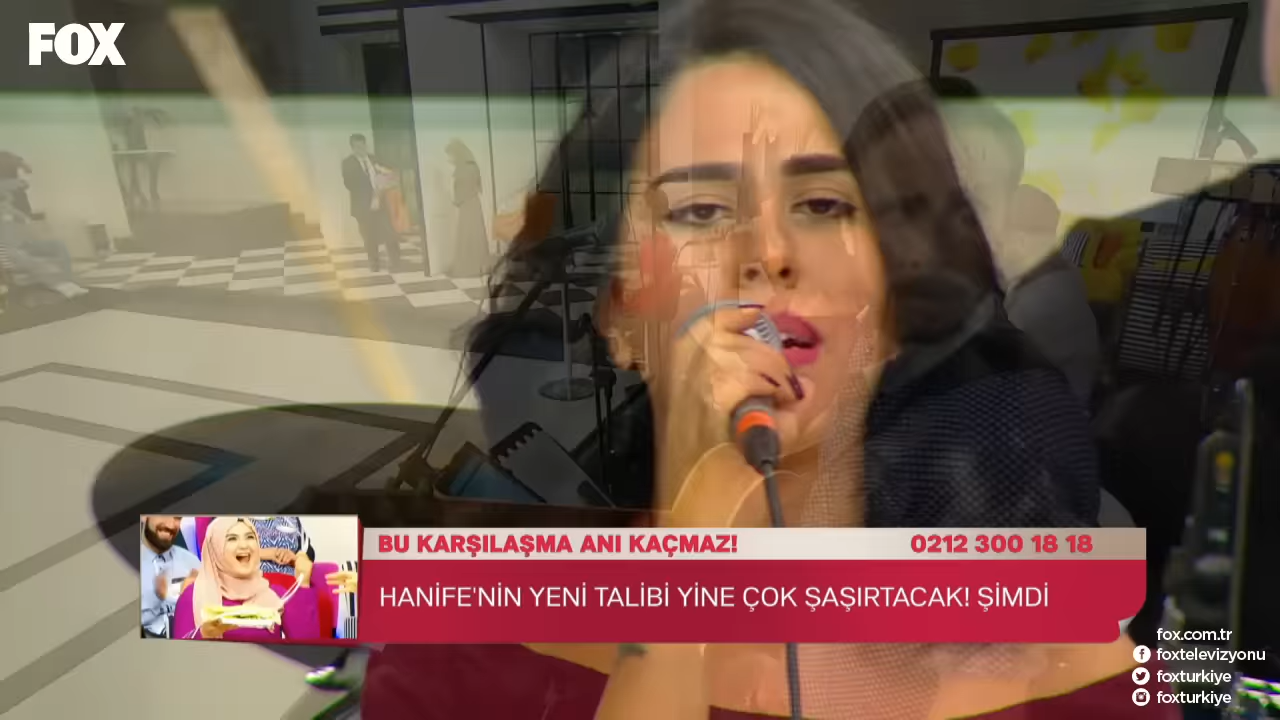 FOX
BU KARŞILAŞMA ANI KAÇMAZ!
0212 300 18 18
HANİFE'NİN YENİ TALİBİ YİNE ÇOK ŞAŞIRTACAK! ŞİMDİ
fox.com.tr
foxtelevizyonu
foxturkiye
foxturkiye